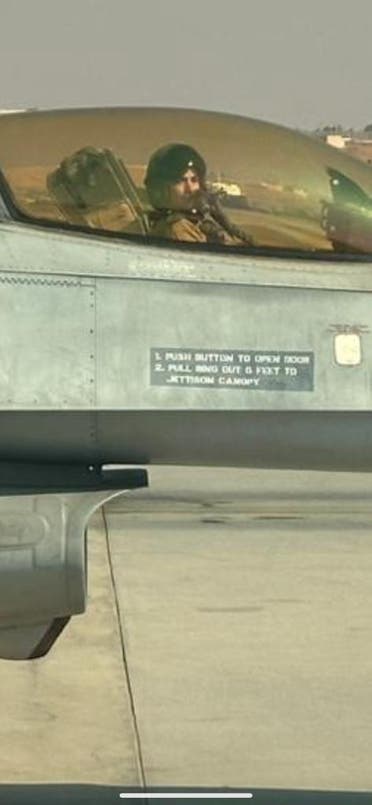 1. PUSH BUTTON TO OPEN DOOR
2. PULL RING OUT 6 FEET TO
JETTISON CANOPY